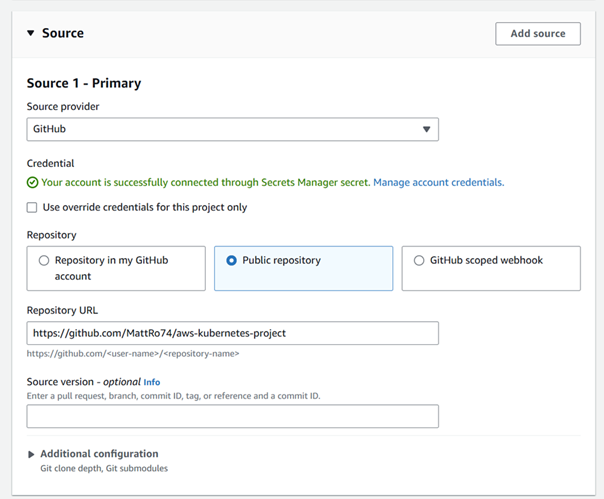 Source
Add source
Source 1 - Primary
Source provider
GitHub
Credential
Your account is successfully connected through Secrets Manager secret. Manage account credentials.
Use override credentials for this project only
Repository
Repository in my GitHub
account
Public repository
GitHub scoped webhook
Repository URL
https://github.com/MattRo74/aws-kubernetes-project
https://github.com/<user-name>/<repository-name>
Source version - optional Info
Enter a pull request, branch, commit ID, tag, or reference and a commit ID.
Additional configuration
Git clone depth, Git submodules